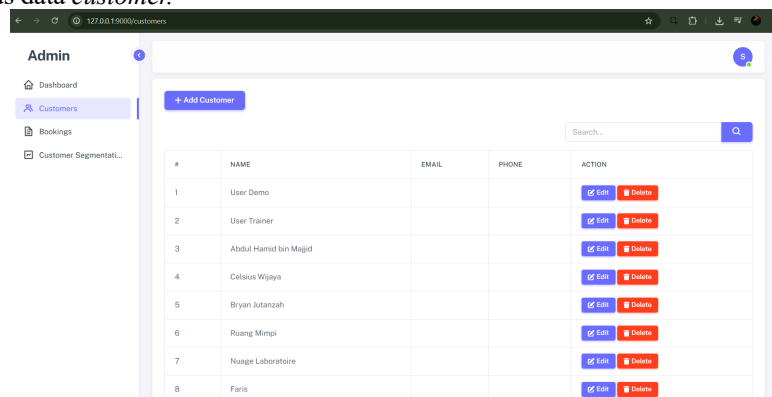 us data customer.
127.0.0.1:9000/customers
Admin
S
Dashboard
Customers
Bookings
Customer Segmentati...
+ Add Customer
Search...
# NAME EMAIL PHONE ACTION
1 User Demo Edit Delete
2 User Trainer Edit Delete
3 Abdul Hamid bin Majjid Edit Delete
4 Celsius Wijaya Edit Delete
5 Bryan Jutanzah Edit Delete
6 Ruang Mimpi Edit Delete
7 Nuage Laboratoire Edit Delete
8 Faris Edit Delete